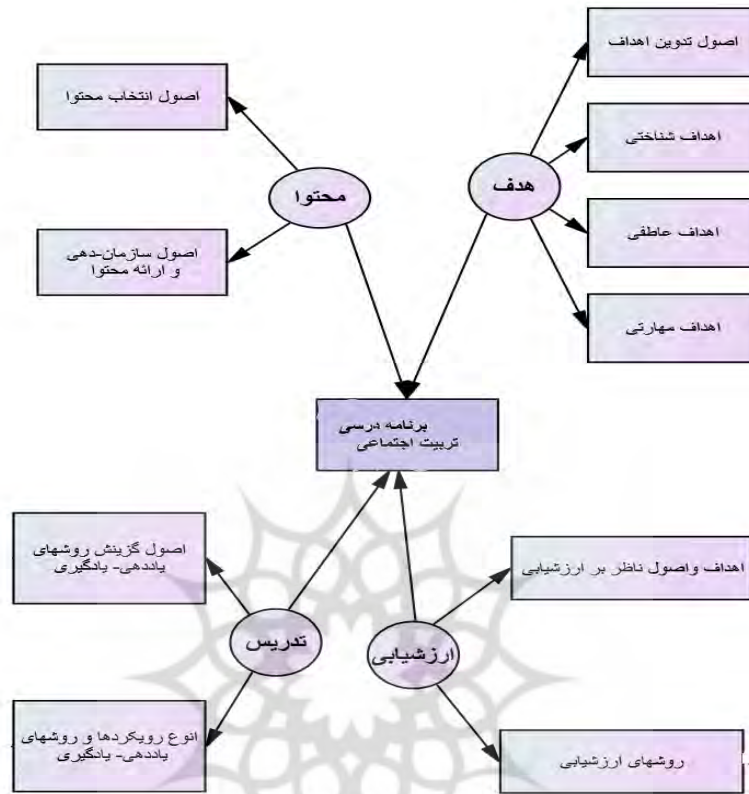 اصول تدوین اهداف
اهداف شناختی
اهداف عاطفی
اهداف مهارتی
هدف
اصول انتخاب محتوا
محتوا
اصول سازمان-دهی
و ارائه محتوا
برنامه درسی
تربیت اجتماعی
اهداف واصول ناظر بر ارزشیابی
ارزشیابی
روشهای ارزشیابی
اصول گزینش روشهای
یاددهی- یادگیری
تدریس
انوع رویکردها و روشهای
یاددهی- یادگیری